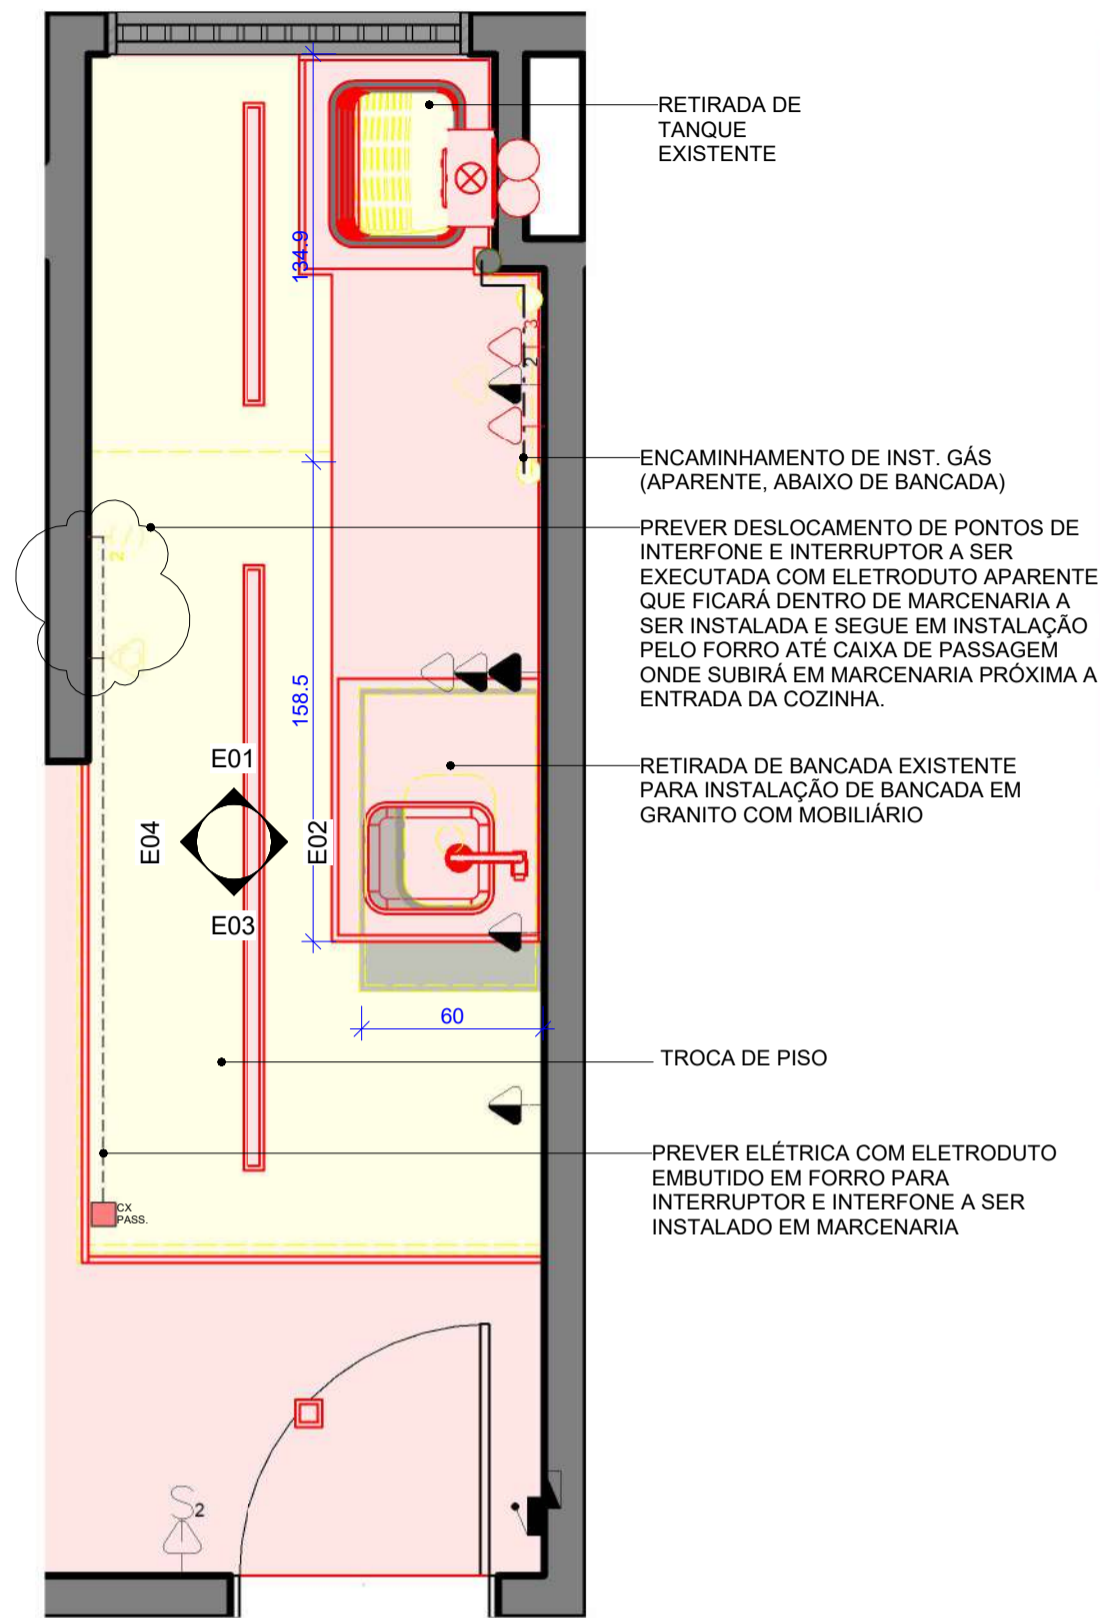 RETIRADA DE
TANQUE
EXISTENTE
134.9
3
2
ENCAMINHAMENTO DE INST. GÁS
(APARENTE, ABAIXO DE BANCADA)
PREVER DESLOCAMENTO DE PONTOS DE
INTERFONE E INTERRUPTOR A SER
EXECUTADA COM ELETRODUTO APARENTE
QUE FICARÁ DENTRO DE MARCENARIA A
SER INSTALADA E SEGUE EM INSTALAÇÃO
PELO FORRO ATÉ CAIXA DE PASSAGEM
ONDE SUBIRÁ EM MARCENARIA PRÓXIMA A
ENTRADA DA COZINHA.
2
158.5
RETIRADA DE BANCADA EXISTENTE
PARA INSTALAÇÃO DE BANCADA EM
GRANITO COM MOBILIÁRIO
E01
E04
E02
E03
60
TROCA DE PISO
PREVER ELÉTRICA COM ELETRODUTO
EMBUTIDO EM FORRO PARA
INTERRUPTOR E INTERFONE A SER
INSTALADO EM MARCENARIA
CX
PASS.
S2